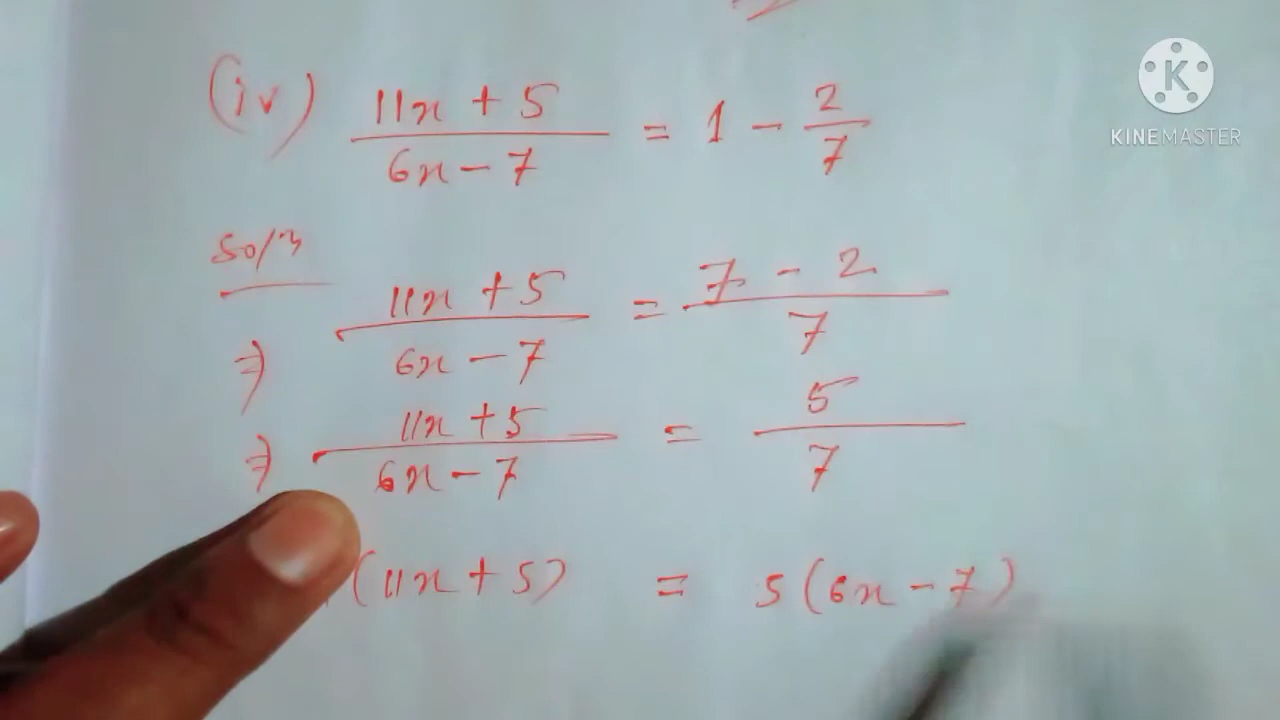 (iv) (11x + 5)/(6x - 7) = 1 - 2/7
KINEMASTER
Soln
⇒ (11x + 5)/(6x - 7) = (7 - 2)/7
⇒ (11x + 5)/(6x - 7) = 5/7
(11x + 5) = 5(6x - 7)